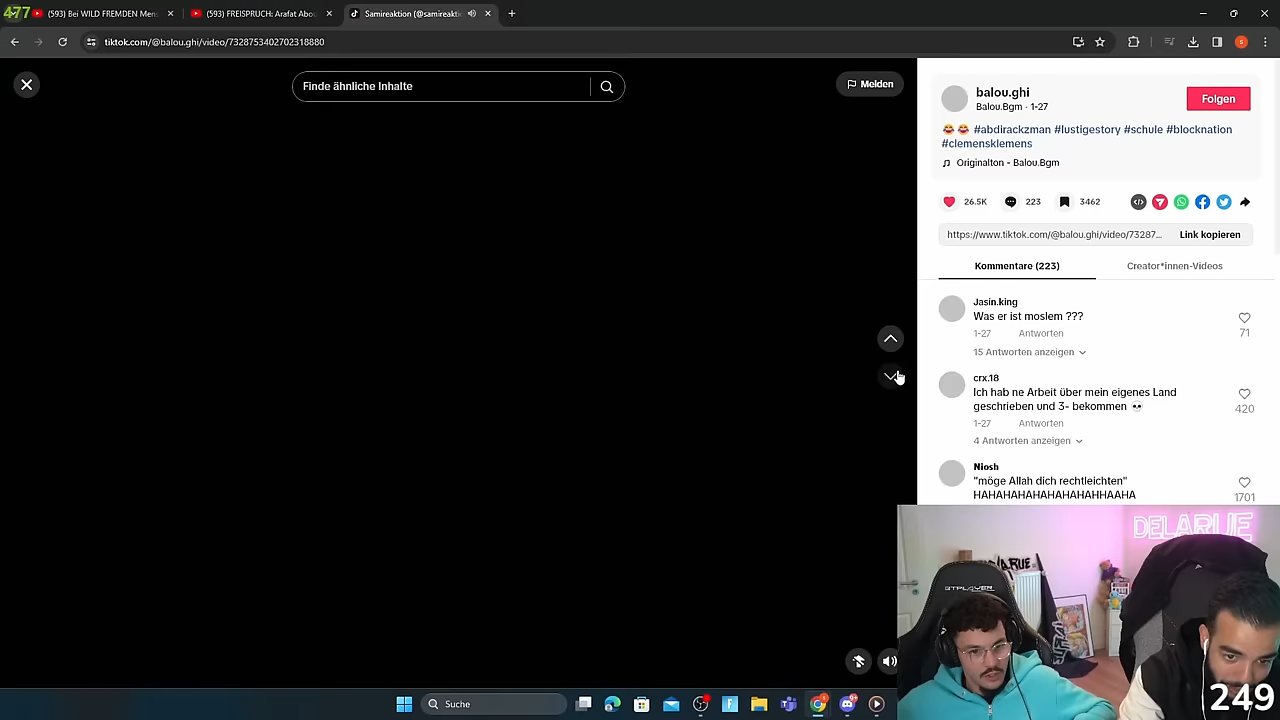 477
(593) Bei WILD FREMDEN Men
(593) FREISPRUCH: Arafat Abou
Samireaktion (@samireakti
tiktok.com/@balou.ghi/video/7328753402702318880
Finde ähnliche Inhalte
Melden
balou.ghi
Balou.Bgm · 1-27
Folgen
😂😂 #abdirackzman #lustigestory #schule #blocknation
#clemensklemens
Originalton - Balou.Bgm
26.5K 223 3462
https://www.tiktok.com/@balou.ghi/video/73287... Link kopieren
Kommentare (223) Creator*innen-Videos
Jasin.king
Was er ist moslem ???
1-27 Antworten 71
15 Antworten anzeigen
crx.18
Ich hab ne Arbeit über mein eigenes Land
geschrieben und 3- bekommen 💀
420
1-27 Antworten
4 Antworten anzeigen
Niosh
"möge Allah dich rechtleichten"
HAHAHAHAHAHAHAHAHHAAHA
1701
DELARUE
GTPLAYER
249
Suche